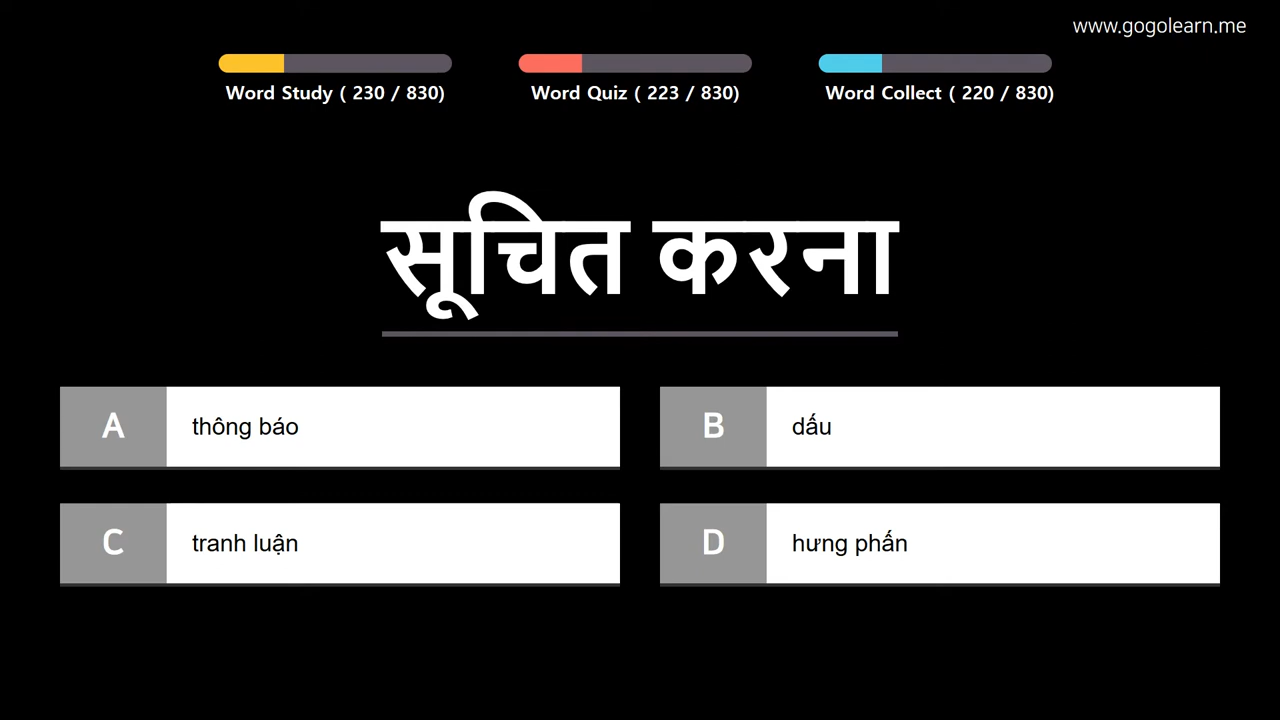 www.gogolearn.me
Word Study ( 230 / 830)
Word Quiz ( 223 / 830)
Word Collect ( 220 / 830)
सूचित करना
A thông báo
B dấu
C tranh luận
D hưng phấn